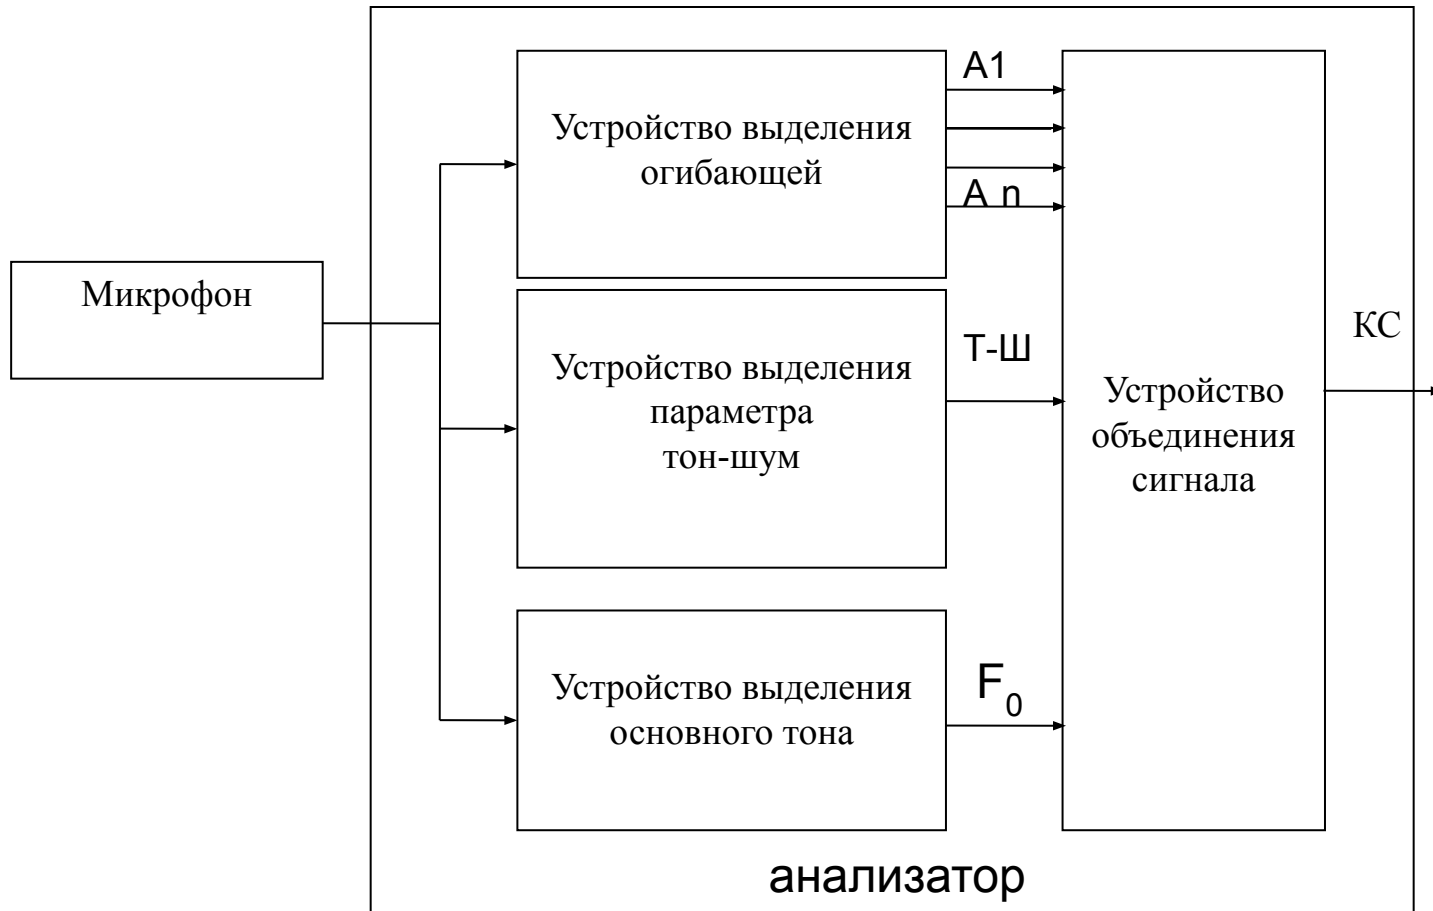 Микрофон
Устройство выделения
огибающей
А1
А n
Устройство выделения
параметра
тон-шум
Т-Ш
Устройство выделения
основного тона
F0
Устройство
объединения
сигнала
КС
анализатор